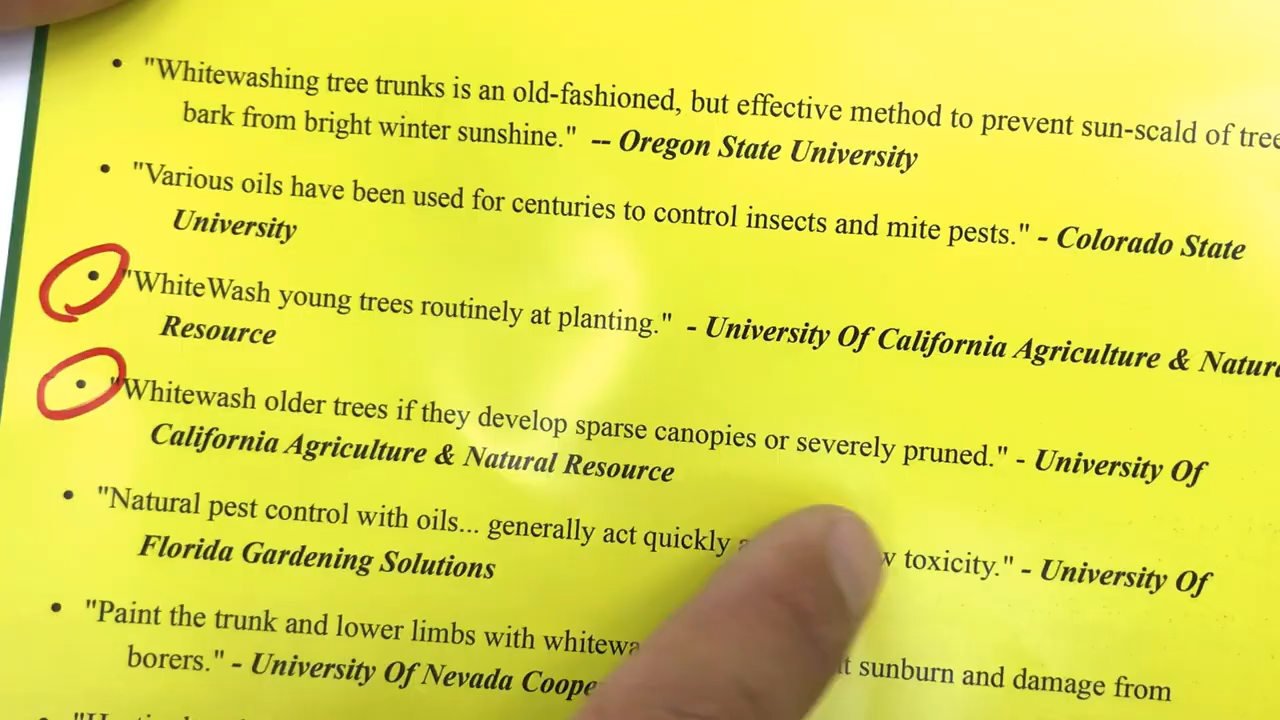 • "Whitewashing tree trunks is an old-fashioned, but effective method to prevent sun-scald of
bark from bright winter sunshine." -- Oregon State University
• "Various oils have been used for centuries to control insects and mite pests." - Colorado State
University
• "WhiteWash young trees routinely at planting." - University Of California Agriculture &
Resource
• "Whitewash older trees if they develop sparse canopies or severely pruned." - University Of
California Agriculture & Natural Resource
• "Natural pest control with oils... generally act quickly toxicity." - University Of
Florida Gardening Solutions
• "Paint the trunk and lower limbs with sunburn and damage from
borers." - University Of Nevada